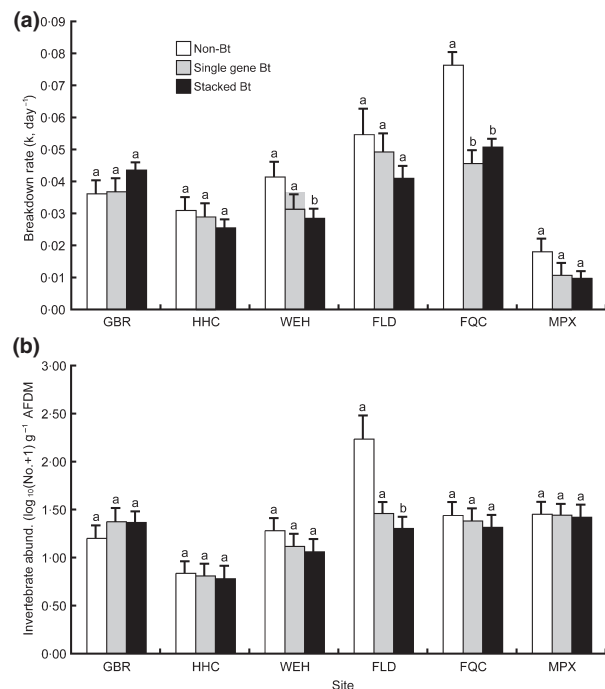 (a)
0·09
0·08
0·07
0·06
0·05
0·04
0·03
0·02
0·01
0·00
Breakdown rate (k, day⁻¹)
Non-Bt
Single gene Bt
Stacked Bt
a a a
a a a
a a b
a a a
a b b
a a a
GBR HHC WEH FLD FQC MPX
(b)
3·00
2·50
2·00
1·50
1·00
0·50
0·00
Invertebrate abund. (log₁₀(No.+1) g⁻¹ AFDM
a a a
a a a
a a a
a a b
a a a
a a a
GBR HHC WEH FLD FQC MPX
Site